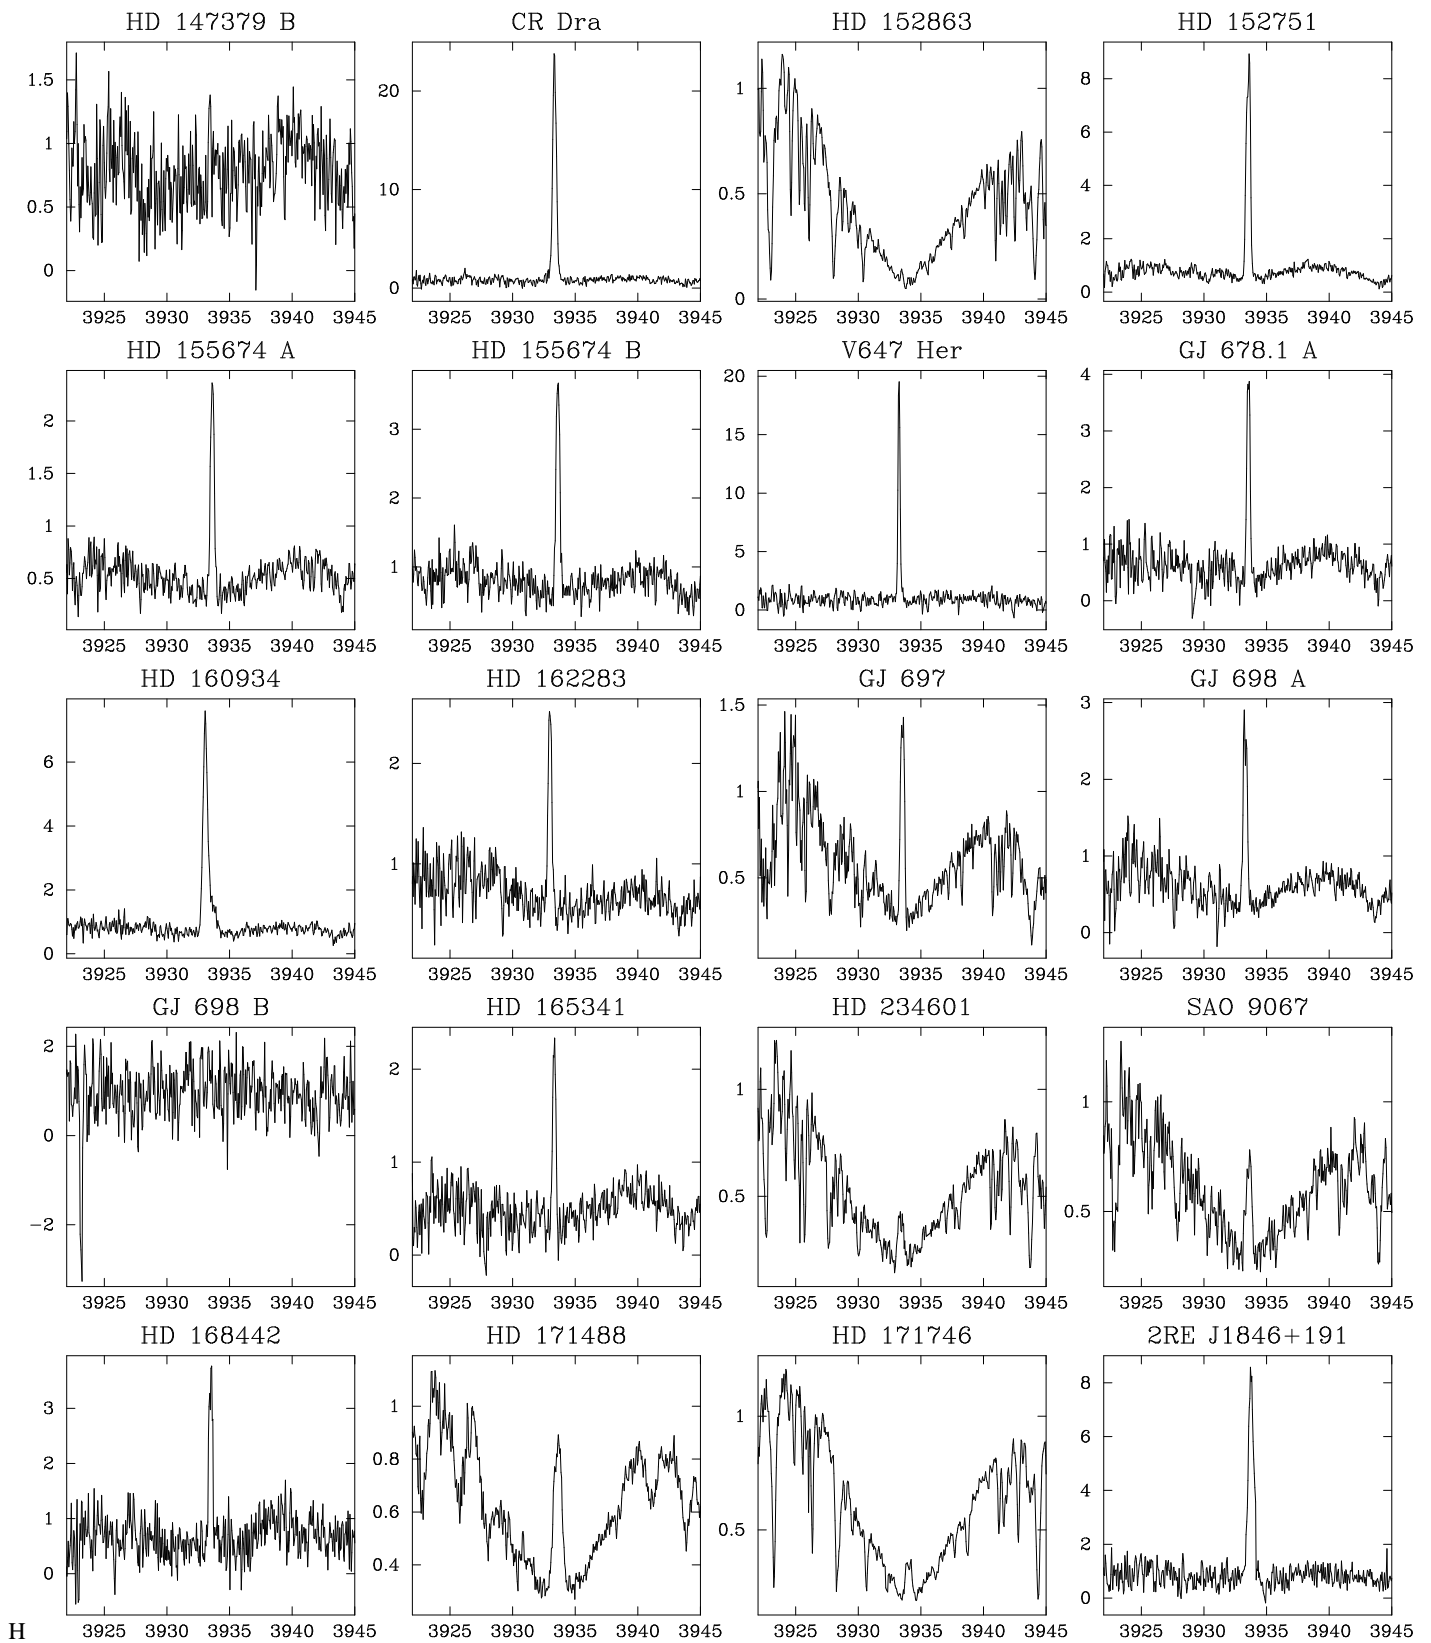 HD 147379 B CR Dra HD 152863 HD 152751
1.5 20 1 8
1 6
10 0.5 4
0.5 2
0 0 0 0
3925 3930 3935 3940 3945 3925 3930 3935 3940 3945 3925 3930 3935 3940 3945 3925 3930 3935 3940 3945
HD 155674 A HD 155674 B V647 Her GJ 678.1 A
2 3 20 4
1.5 15 3
2 10 2
1 5 1
0.5 1 0 0
3925 3930 3935 3940 3945 3925 3930 3935 3940 3945 3925 3930 3935 3940 3945 3925 3930 3935 3940 3945
HD 160934 HD 162283 GJ 697 GJ 698 A
1.5 3
6 2
4 1 2
2 1 1
0 0.5 0
3925 3930 3935 3940 3945 3925 3930 3935 3940 3945 3925 3930 3935 3940 3945 3925 3930 3935 3940 3945
GJ 698 B HD 165341 HD 234601 SAO 9067
2 2 1 1
0 1 0.5 0.5
−2 0
3925 3930 3935 3940 3945 3925 3930 3935 3940 3945 3925 3930 3935 3940 3945 3925 3930 3935 3940 3945
HD 168442 HD 171488 HD 171746 2RE J1846+191
3 1 1 8
2 0.8 6
1 0.6 0.5 4
0 0.4 2
0
3925 3930 3935 3940 3945 3925 3930 3935 3940 3945 3925 3930 3935 3940 3945 3925 3930 3935 3940 3945
H